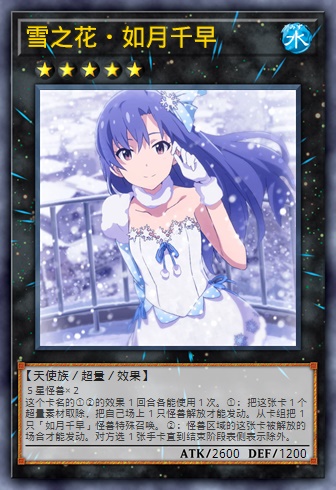 雪之花・如月千早
水
【天使族／超量／效果】
５星怪兽×２
这个卡名的①②的效果１回合各能使用１次。①：把这张卡１个
超量素材取除，把自己场上１只怪兽解放才能发动。从卡组把１
只「如月千早」怪兽特殊召唤。②：怪兽区域的这张卡被解放的
场合才能发动。对方选１张手卡直到结束阶段表侧表示除外。
ATK/2600 DEF/1200